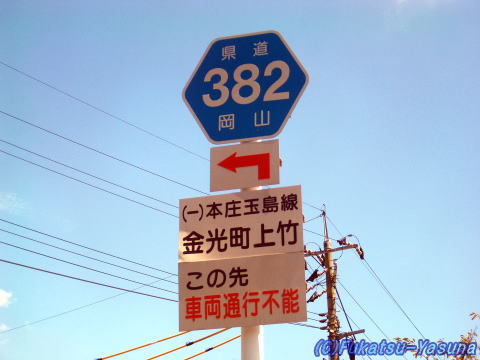 県道
382
岡山
(一)本庄玉島線
金光町上竹
この先
車両通行不能
(C)Fukatsu-Yasuna